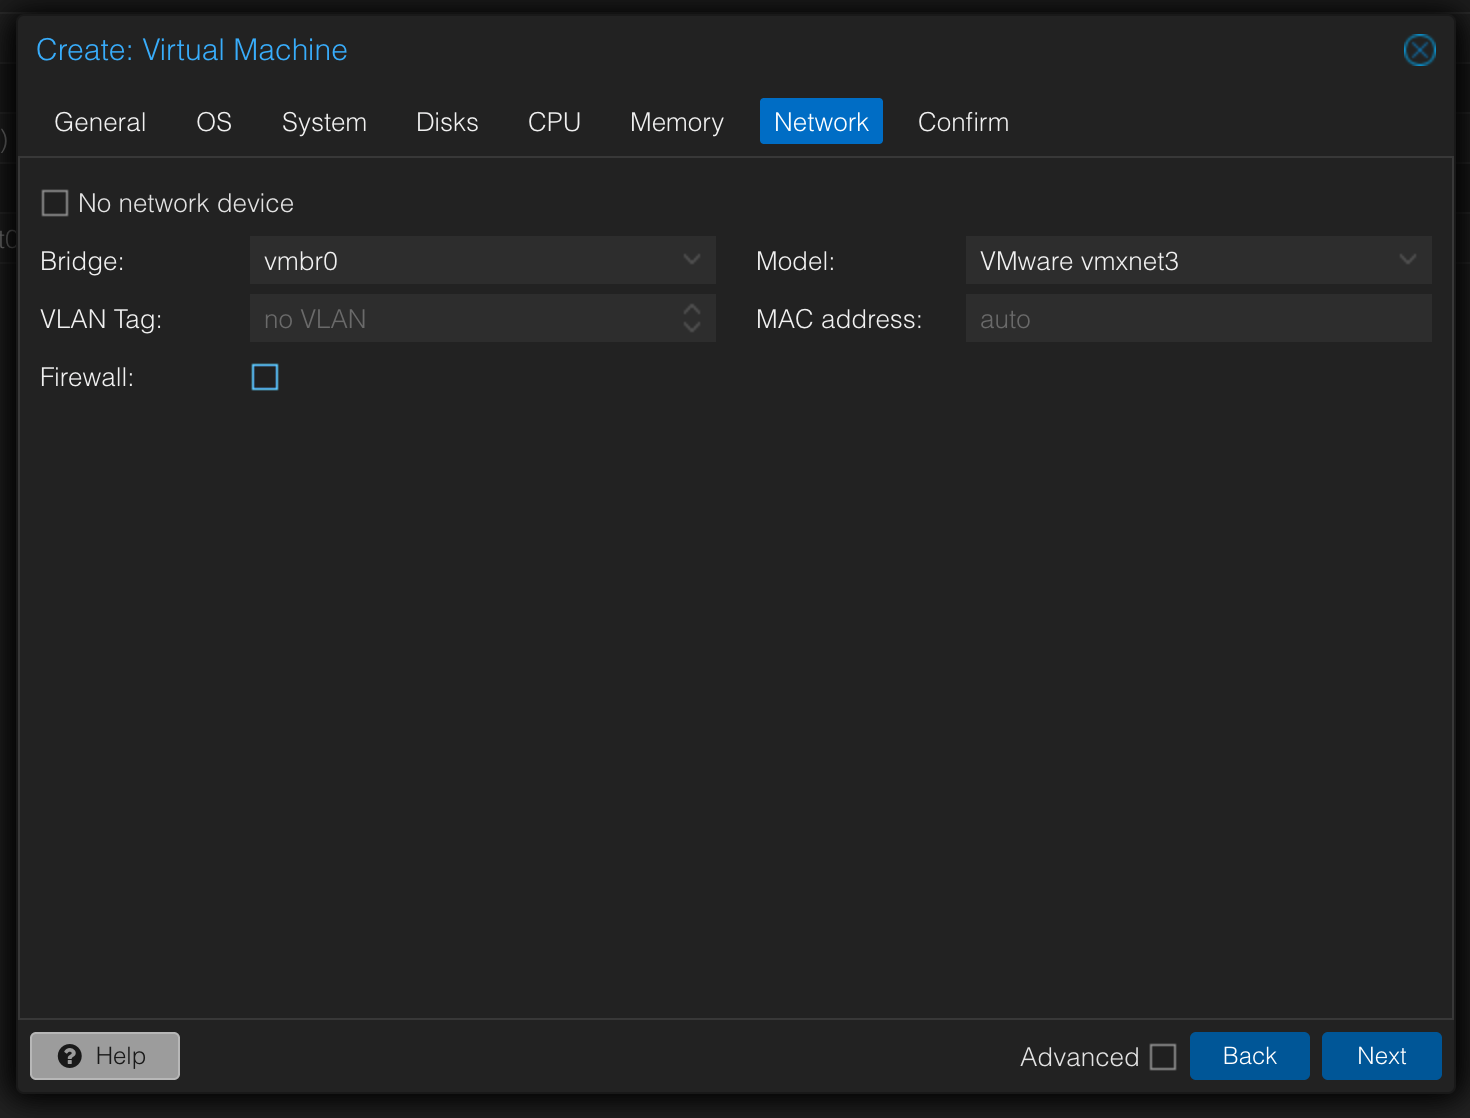 Create: Virtual Machine
General OS System Disks CPU Memory Network Confirm
No network device
Bridge: vmbr0 Model: VMware vmxnet3
VLAN Tag: no VLAN MAC address: auto
Firewall:
Help Advanced Back Next